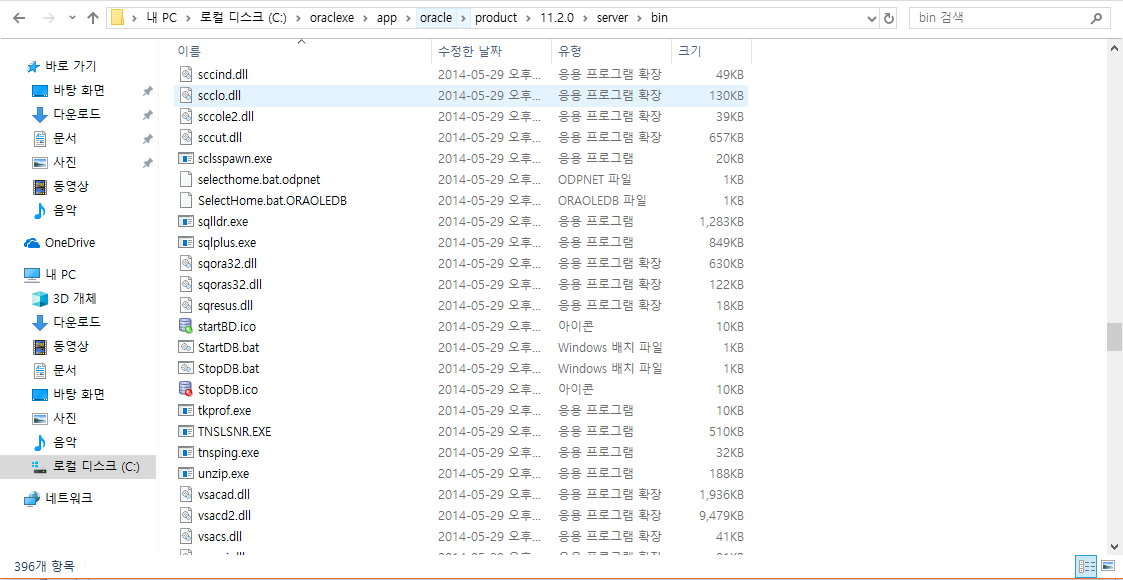 내 PC > 로컬 디스크 (C:) > oraclexe > app > oracle > product > 11.2.0 > server > bin
bin 검색
이름 수정한 날짜 유형 크기
바로 가기
바탕 화면
다운로드
문서
사진
동영상
음악
OneDrive
내 PC
3D 개체
다운로드
동영상
문서
바탕 화면
사진
음악
로컬 디스크 (C:)
네트워크
sccind.dll 2014-05-29 오후... 응용 프로그램 확장 49KB
scclo.dll 2014-05-29 오후... 응용 프로그램 확장 130KB
sccole2.dll 2014-05-29 오후... 응용 프로그램 확장 39KB
sccut.dll 2014-05-29 오후... 응용 프로그램 확장 657KB
sclsspawn.exe 2014-05-29 오후... 응용 프로그램 20KB
selecthome.bat.odpnet 2014-05-29 오후... ODPNET 파일 1KB
SelectHome.bat.ORAOLEDB 2014-05-29 오후... ORAOLEDB 파일 1KB
sqlldr.exe 2014-05-29 오후... 응용 프로그램 1,283KB
sqlplus.exe 2014-05-29 오후... 응용 프로그램 849KB
sqora32.dll 2014-05-29 오후... 응용 프로그램 확장 630KB
sqoras32.dll 2014-05-29 오후... 응용 프로그램 확장 122KB
sqresus.dll 2014-05-29 오후... 응용 프로그램 확장 18KB
startBD.ico 2014-05-29 오후... 아이콘 10KB
StartDB.bat 2014-05-29 오후... Windows 배치 파일 1KB
StopDB.bat 2014-05-29 오후... Windows 배치 파일 1KB
StopDB.ico 2014-05-29 오후... 아이콘 10KB
tkprof.exe 2014-05-29 오후... 응용 프로그램 10KB
TNSLSNR.EXE 2014-05-29 오후... 응용 프로그램 510KB
tnsping.exe 2014-05-29 오후... 응용 프로그램 32KB
unzip.exe 2014-05-29 오후... 응용 프로그램 188KB
vsacad.dll 2014-05-29 오후... 응용 프로그램 확장 1,936KB
vsacd2.dll 2014-05-29 오후... 응용 프로그램 확장 9,479KB
vsacs.dll 2014-05-29 오후... 응용 프로그램 확장 41KB
396개 항목